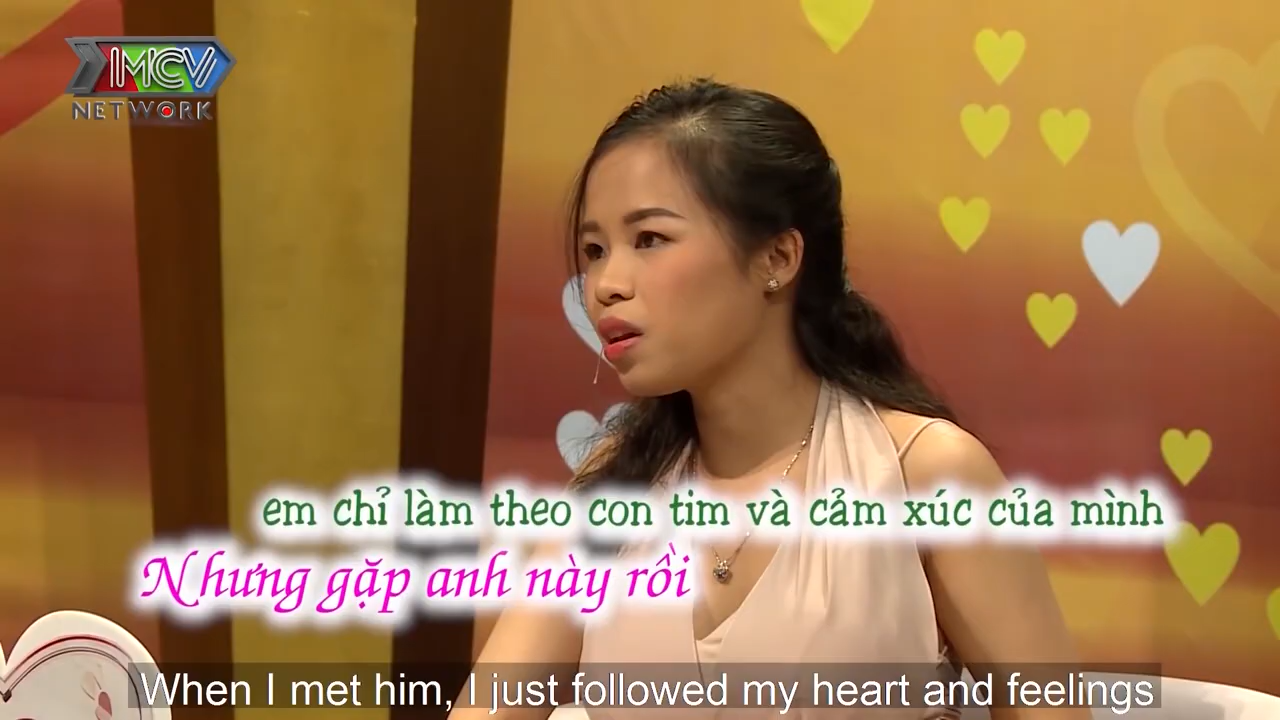 MCV
NETWORK
em chỉ làm theo con tim và cảm xúc của mình
Nhưng gặp anh này rồi
When I met him, I just followed my heart and feelings